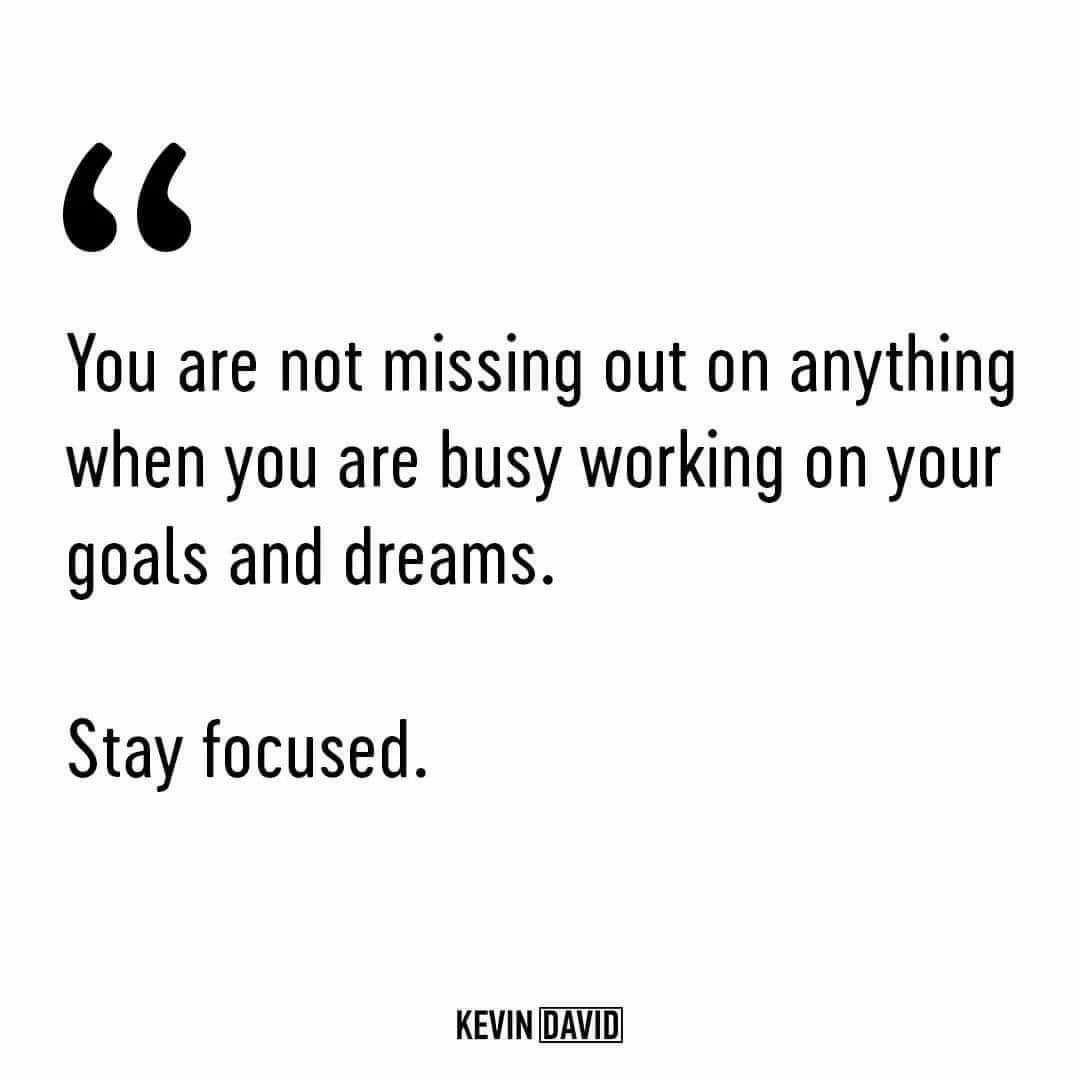 “
You are not missing out on anything
when you are busy working on your
goals and dreams.
Stay focused.
KEVIN DAVID